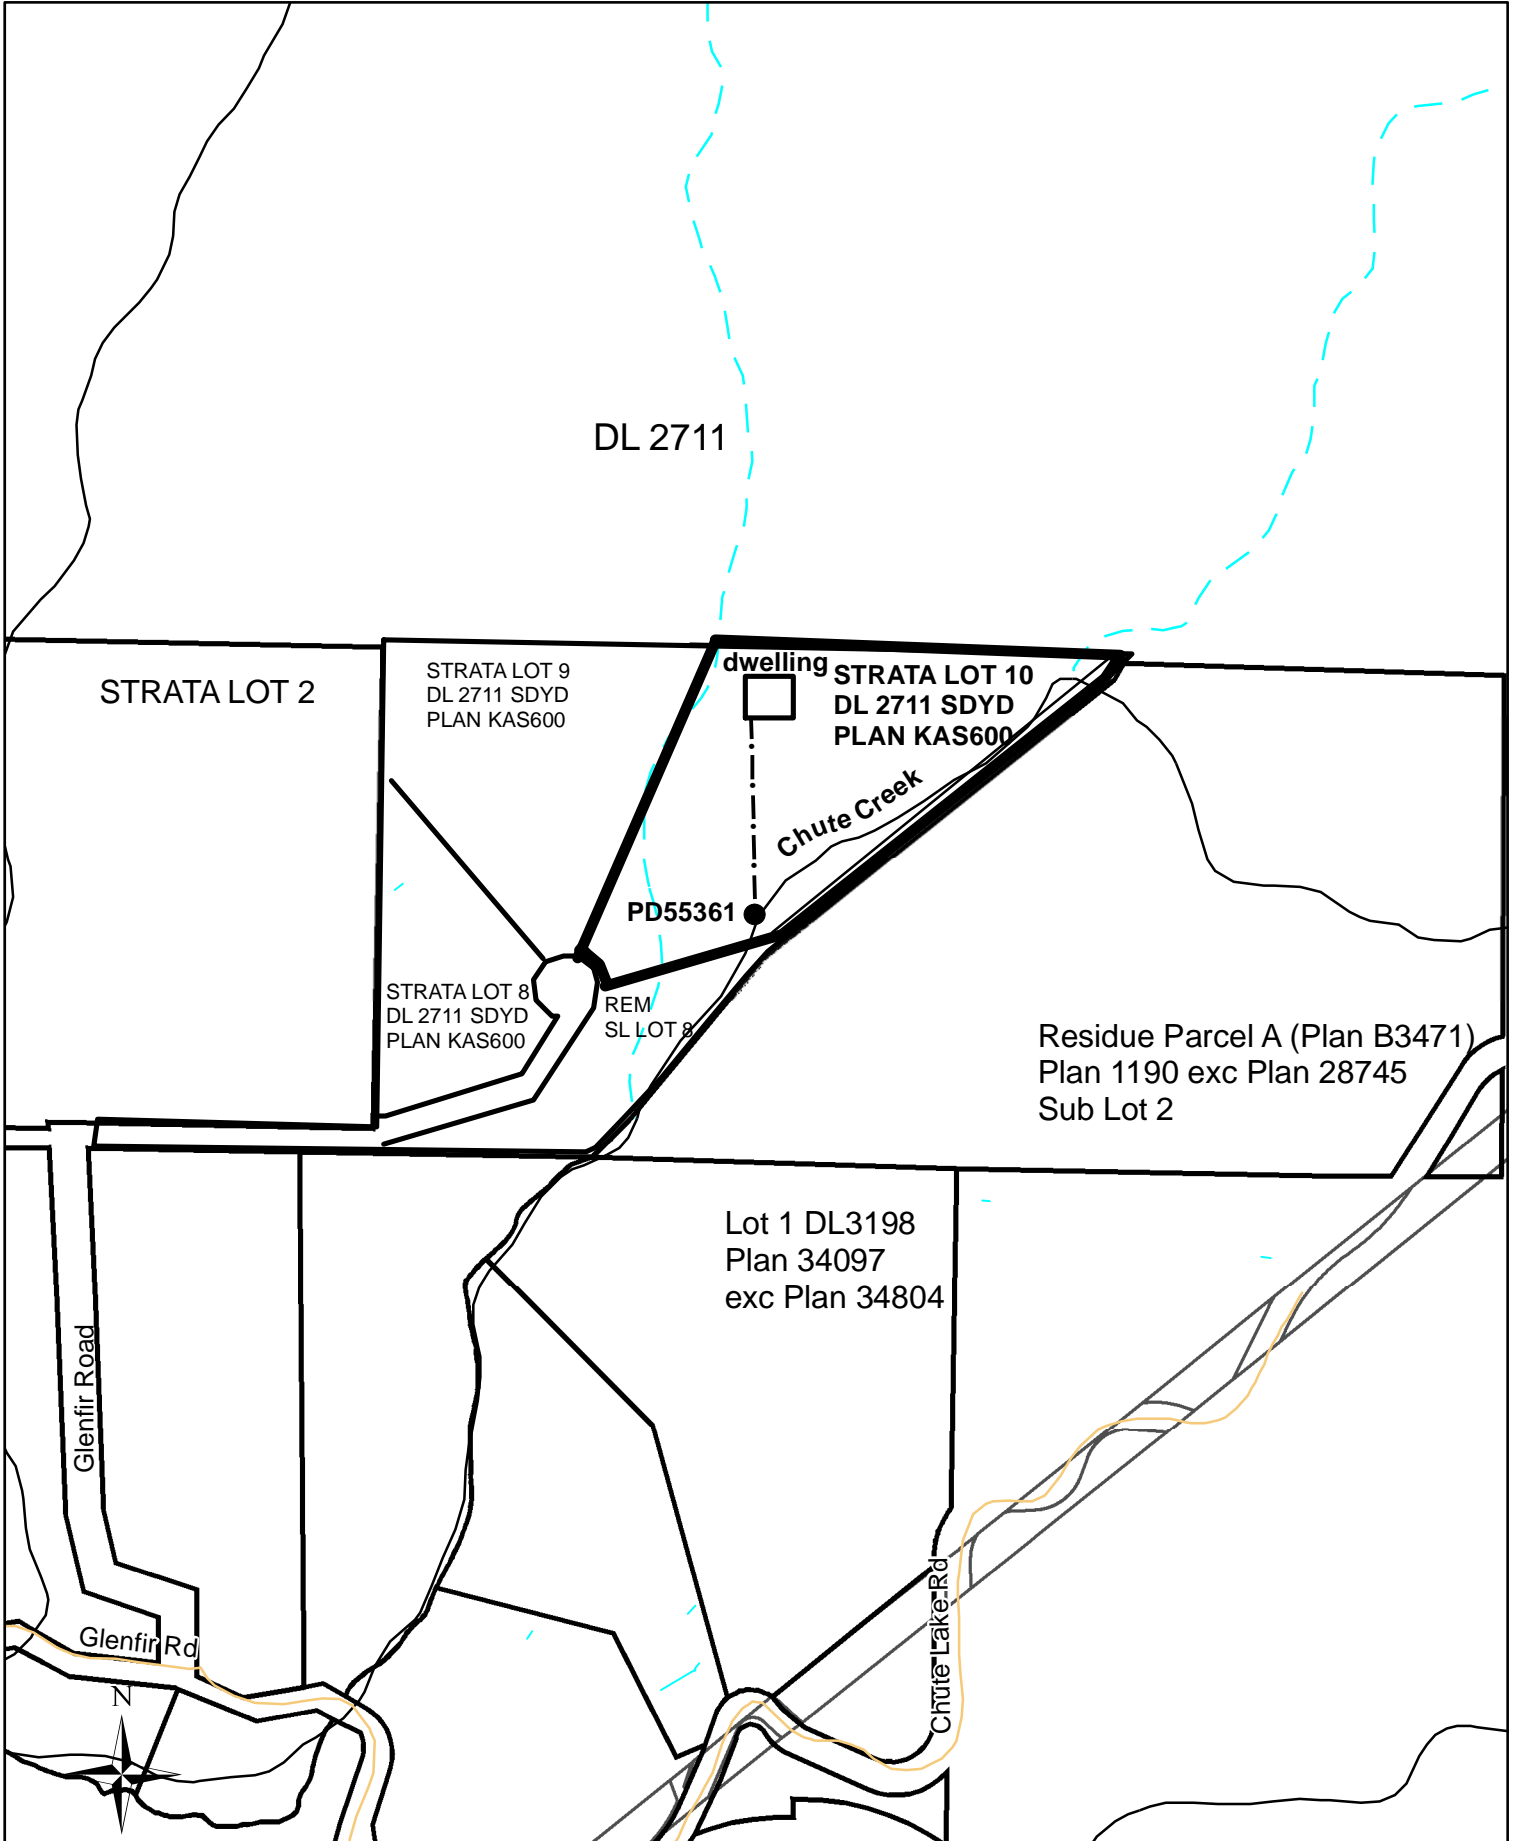 DL 2711
dwelling
STRATA LOT 9
DL 2711 SDYD
PLAN KAS600
STRATA LOT 2
STRATA LOT 10
DL 2711 SDYD
PLAN KAS600
Chute Creek
PD55361
STRATA LOT 8
DL 2711 SDYD
PLAN KAS600
REM
SL LOT 8
Residue Parcel A (Plan B3471)
Plan 1190 exc Plan 28745
Sub Lot 2
Lot 1 DL3198
Plan 34097
exc Plan 34804
Glenfir Road
Chute Lake Rd
Glenfir Rd
N